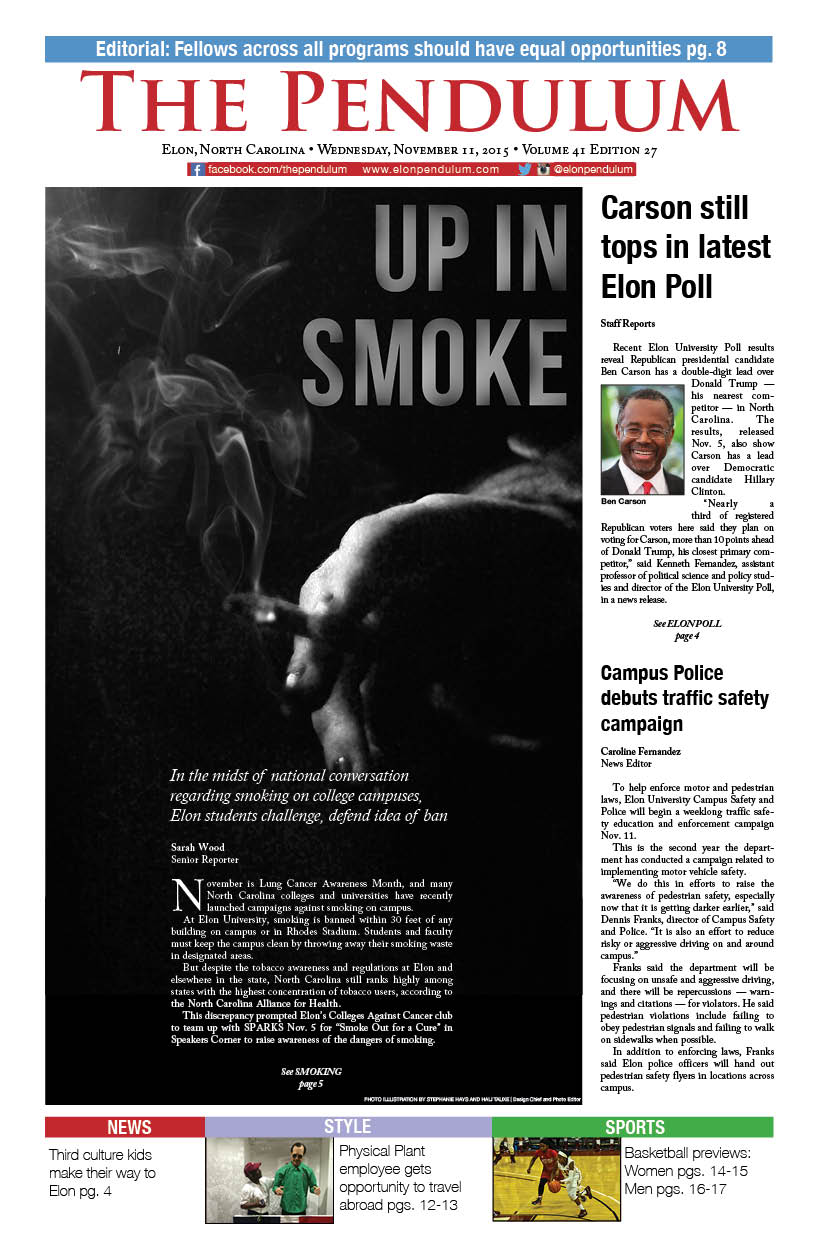 Editorial: Fellows across all programs should have equal opportunities pg. 8
THE PENDULUM
ELON, NORTH CAROLINA • WEDNESDAY, NOVEMBER 11, 2015 • VOLUME 41 EDITION 27
facebook.com/thependulum www.elonpendulum.com @elonpendulum
UP IN
SMOKE
In the midst of national conversation
regarding smoking on college campuses,
Elon students challenge, defend idea of ban
Sarah Wood
Senior Reporter
November is Lung Cancer Awareness Month, and many
North Carolina colleges and universities have recently
launched campaigns against smoking on campus.
At Elon University, smoking is banned within 30 feet of any
building on campus or in Rhodes Stadium. Students and faculty
must keep the campus clean by throwing away their smoking waste
in designated areas.
But despite the tobacco awareness and regulations at Elon and
elsewhere in the state, North Carolina still ranks highly among
states with the highest concentration of tobacco users, according to
the North Carolina Alliance for Health.
This discrepancy prompted Elon's Colleges Against Cancer club
to team up with SPARKS Nov. 5 for “Smoke Out for a Cure” in
Speakers Corner to raise awareness of the dangers of smoking.
See SMOKING
page 5
PHOTO ILLUSTRATION BY STEPHANIE HAYS AND HALI TAUXE | Design Chief and Photo Editor
Carson still
tops in latest
Elon Poll
Staff Reports
Recent Elon University Poll results
reveal Republican presidential candidate
Ben Carson has a double-digit lead over
Donald Trump —
his nearest com-
petitor — in North
Carolina. The
results, released
Nov. 5, also show
Carson has a lead
over Democratic
candidate Hillary
Clinton.
Ben Carson
“Nearly a
third of registered
Republican voters here said they plan on
voting for Carson, more than 10 points ahead
of Donald Trump, his closest primary com-
petitor,” said Kenneth Fernandez, assistant
professor of political science and policy stud-
ies and director of the Elon University Poll,
in a news release.
See ELON POLL
page 4
Campus Police
debuts traffic safety
campaign
Caroline Fernandez
News Editor
To help enforce motor and pedestrian
laws, Elon University Campus Safety and
Police will begin a weeklong traffic safe-
ty education and enforcement campaign
Nov. 11.
This is the second year the depart-
ment has conducted a campaign related to
implementing motor vehicle safety.
“We do this in efforts to raise the
awareness of pedestrian safety, especially
now that it is getting darker earlier,” said
Dennis Franks, director of Campus Safety
and Police. “It is also an effort to reduce
risky or aggressive driving on and around
campus.”
Franks said the department will be
focusing on unsafe and aggressive driving,
and there will be repercussions — warn-
ings and citations — for violators. He said
pedestrian violations include failing to
obey pedestrian signals and failing to walk
on sidewalks when possible.
In addition to enforcing laws, Franks
said Elon police officers will hand out
pedestrian safety flyers in locations across
campus.
NEWS
Third culture kids
make their way to
Elon pg. 4
STYLE
Physical Plant
employee gets
opportunity to travel
abroad pgs. 12-13
SPORTS
Basketball previews:
Women pgs. 14-15
Men pgs. 16-17